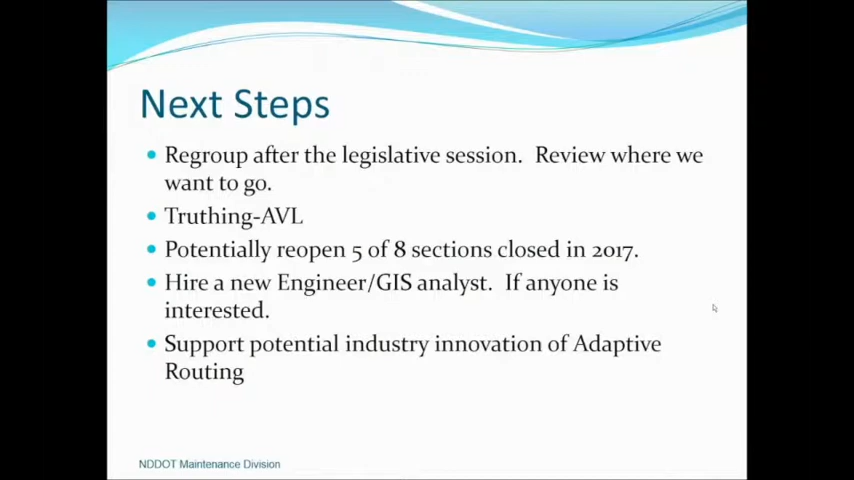 Next Steps
Regroup after the legislative session. Review where we
want to go.
Truthing-AVL
Potentially reopen 5 of 8 sections closed in 2017.
Hire a new Engineer/GIS analyst. If anyone is
interested.
Support potential industry innovation of Adaptive
Routing
NDDOT Maintenance Division